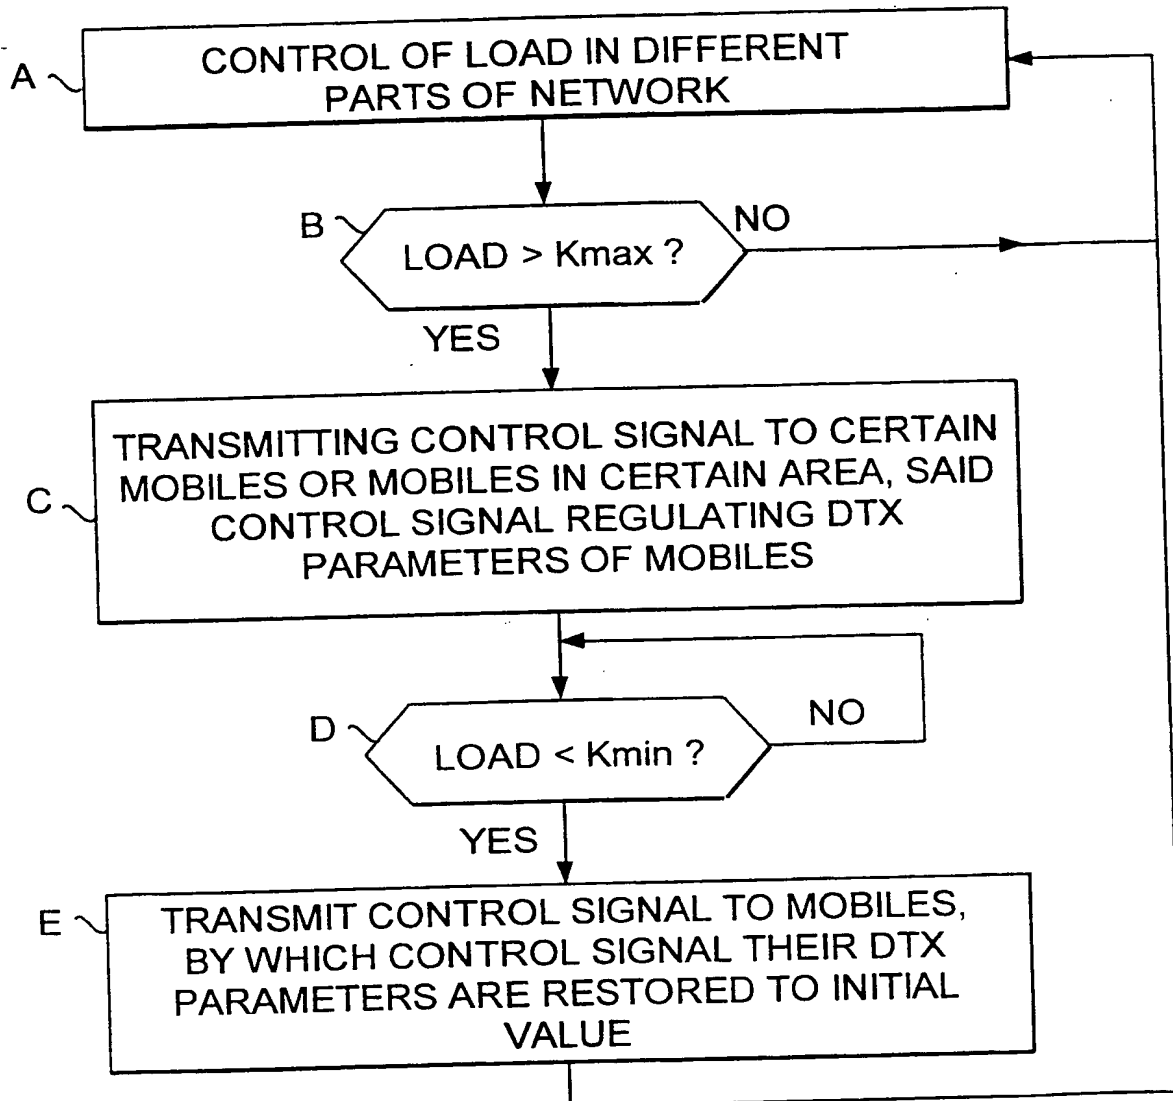 A
CONTROL OF LOAD IN DIFFERENT
PARTS OF NETWORK
B
LOAD > Kmax ?
NO
YES
C
TRANSMITTING CONTROL SIGNAL TO CERTAIN
MOBILES OR MOBILES IN CERTAIN AREA, SAID
CONTROL SIGNAL REGULATING DTX
PARAMETERS OF MOBILES
D
LOAD < Kmin ?
NO
YES
E
TRANSMIT CONTROL SIGNAL TO MOBILES,
BY WHICH CONTROL SIGNAL THEIR DTX
PARAMETERS ARE RESTORED TO INITIAL
VALUE